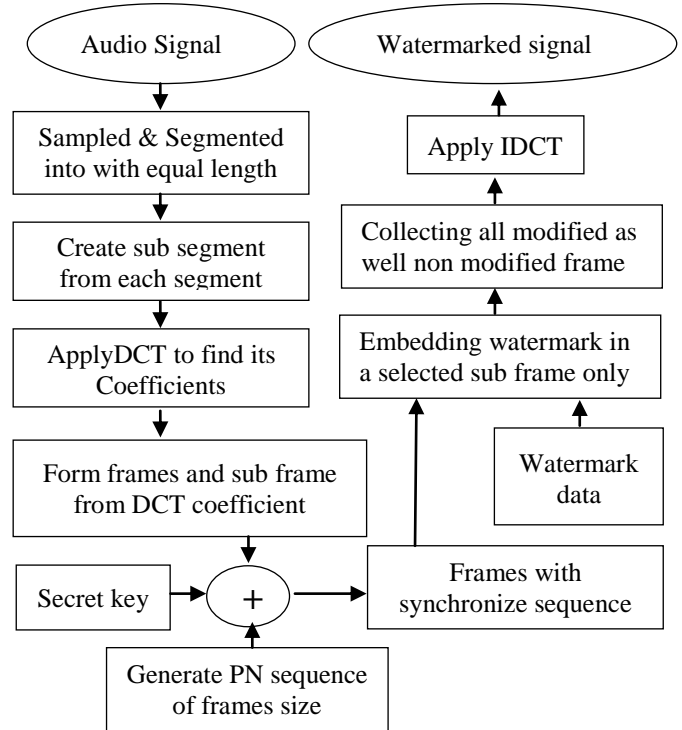 Audio Signal
Sampled & Segmented
into with equal length
Create sub segment
from each segment
ApplyDCT to find its
Coefficients
Form frames and sub frame
from DCT coefficient
Secret key
+
Generate PN sequence
of frames size
Frames with
synchronize sequence
Watermark
data
Embedding watermark in
a selected sub frame only
Collecting all modified as
well non modified frame
Apply IDCT
Watermarked signal